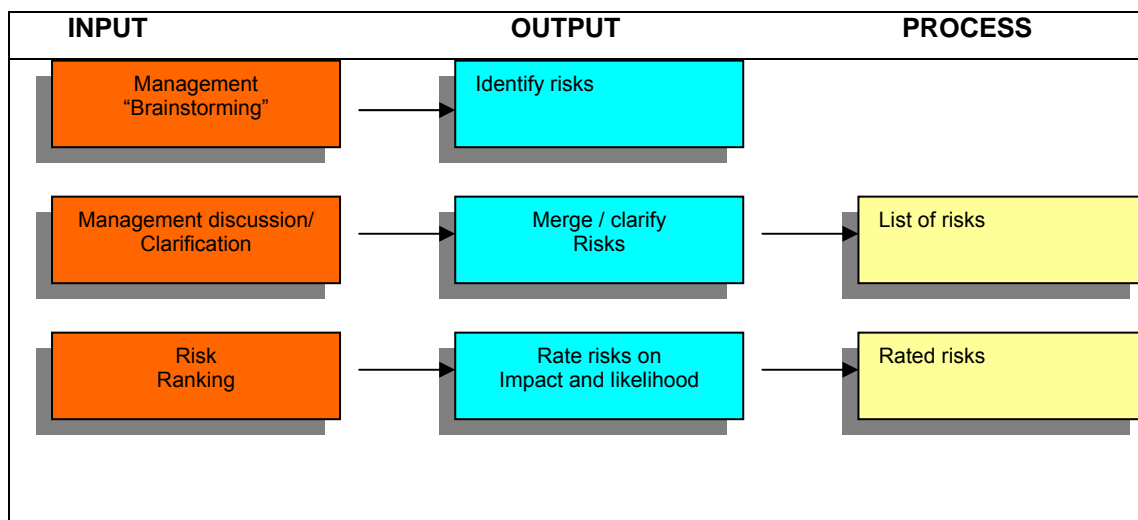 INPUT OUTPUT PROCESS
Management
“Brainstorming”
Identify risks
Management discussion/
Clarification
Merge / clarify
Risks
List of risks
Risk
Ranking
Rate risks on
Impact and likelihood
Rated risks